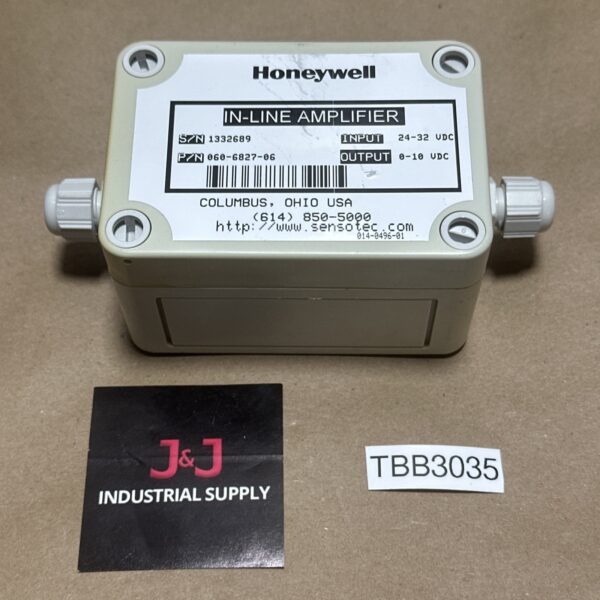 Honeywell
IN-LINE AMPLIFIER
S/N 1332689 INPUT 24-32 VDC
P/N 060-6827-06 OUTPUT 0-10 VDC
COLUMBUS, OHIO USA
(614) 850-5000
http://www.sensotec.com
014-0496-01
J&J
INDUSTRIAL SUPPLY
TBB3035